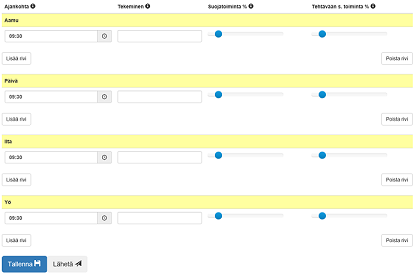 Ajankohta Tekeminen Suojatoiminta % Tehtävään s. toiminta %
Aamu
09:30
Lisää rivi Poista rivi
Päivä
09:30
Lisää rivi Poista rivi
Ilta
09:30
Lisää rivi Poista rivi
Yö
09:30
Lisää rivi Poista rivi
Tallenna Lähetä